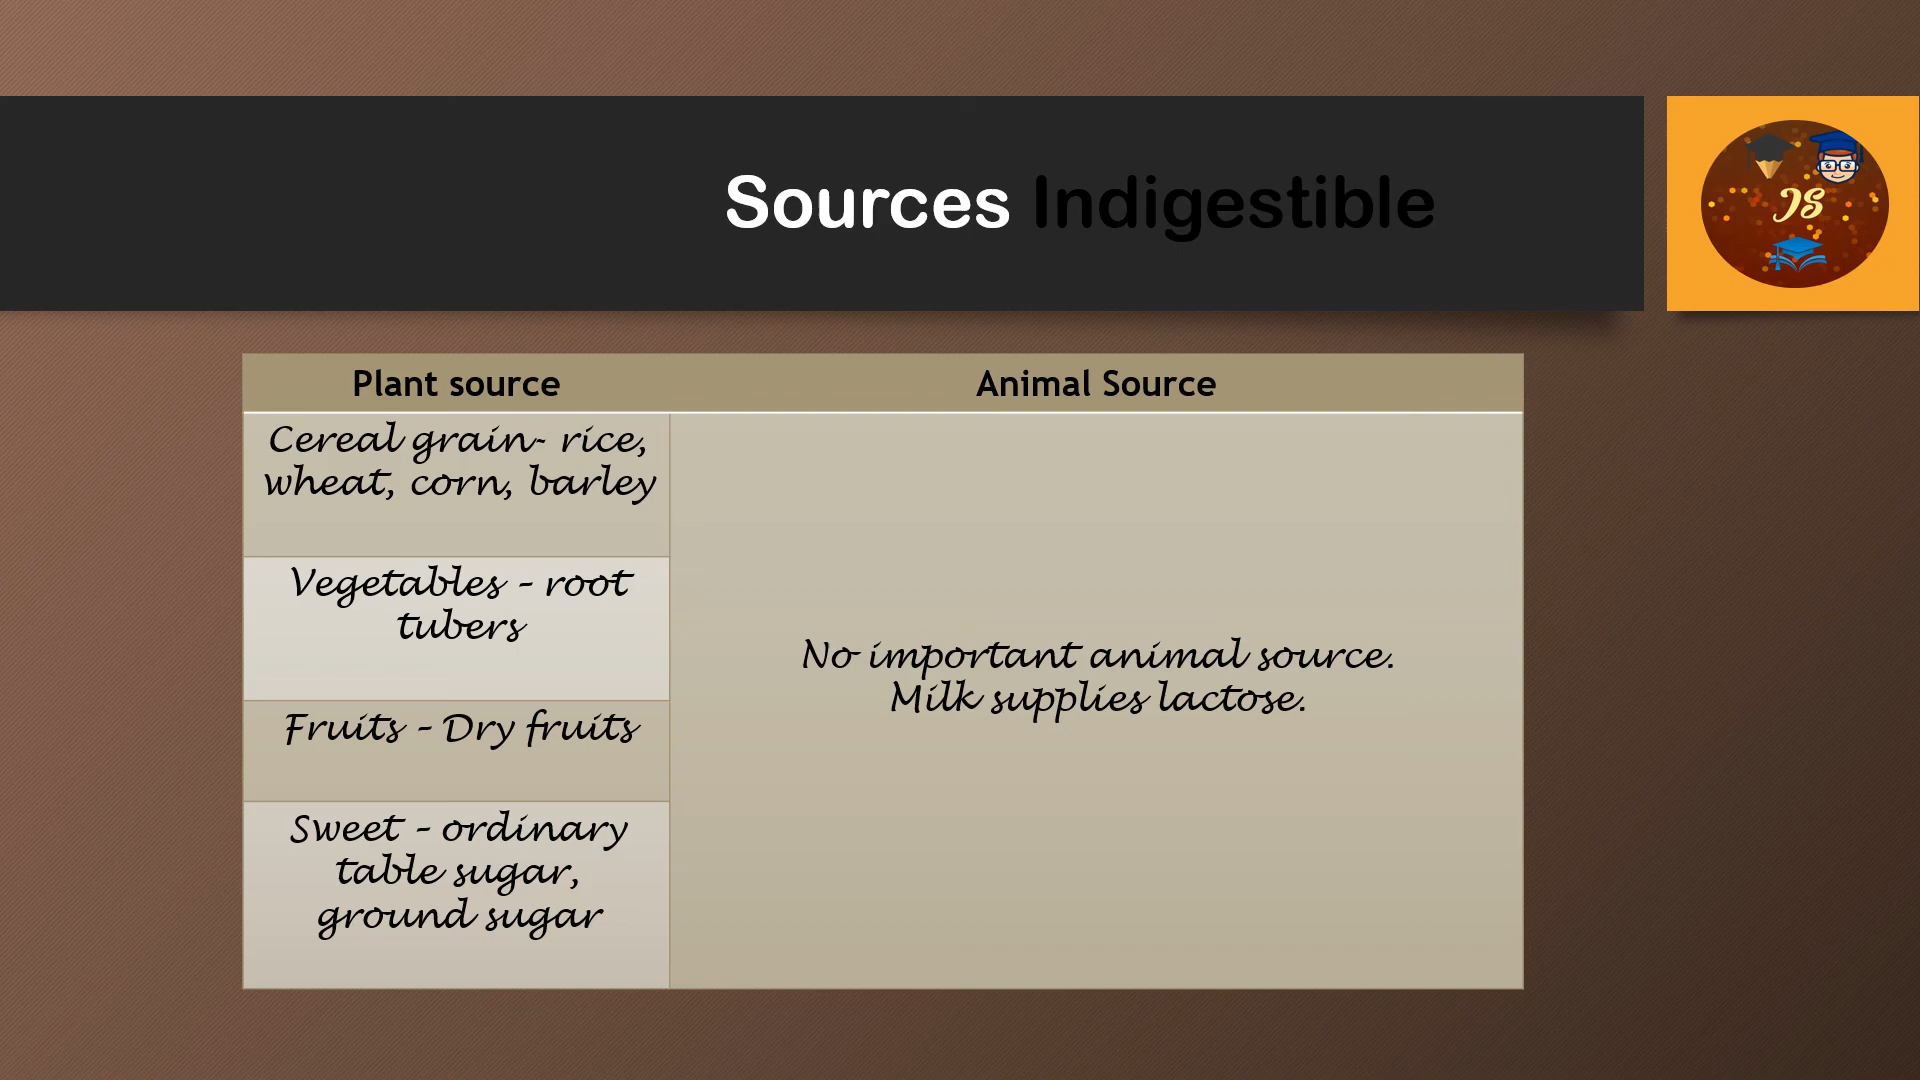 Sources Indigestible
JS
Plant source
Animal Source
Cereal grain- rice,
wheat, corn, barley
Vegetables – root
tubers
Fruits – Dry fruits
Sweet – ordinary
table sugar,
ground sugar
No important animal source.
Milk supplies lactose.